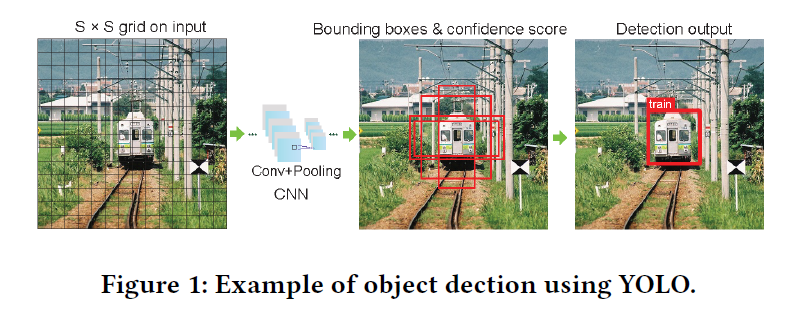 S × S grid on input
Bounding boxes & confidence score
Detection output
train
Conv+Pooling
CNN
Figure 1: Example of object dection using YOLO.